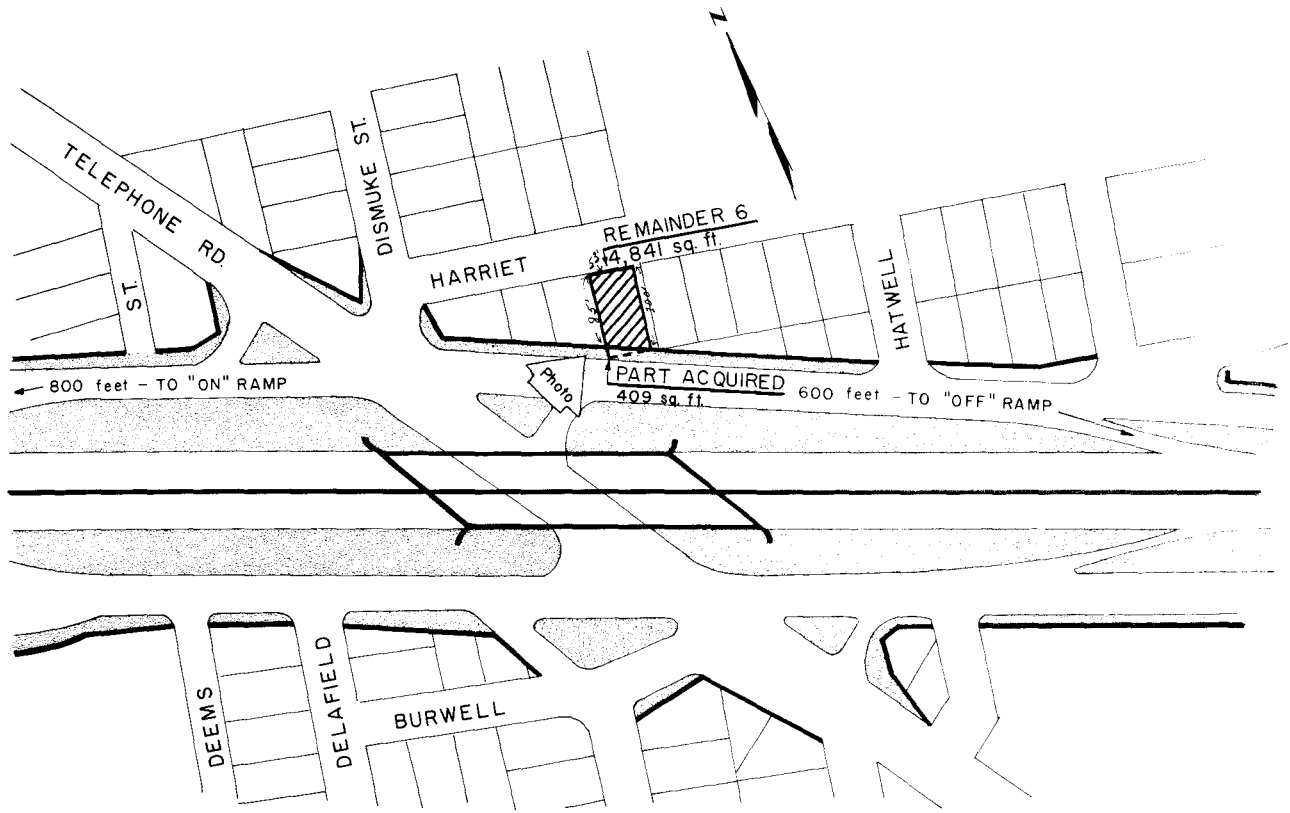 N
TELEPHONE RD.
DISMUKE ST.
REMAINDER 6
4,841 sq. ft.
HARRIET
ST.
HATWELL
Photo
PART ACQUIRED
409 sq. ft.
800 feet - TO "ON" RAMP
600 feet - TO "OFF" RAMP
DEEMS
DELAFIELD
BURWELL